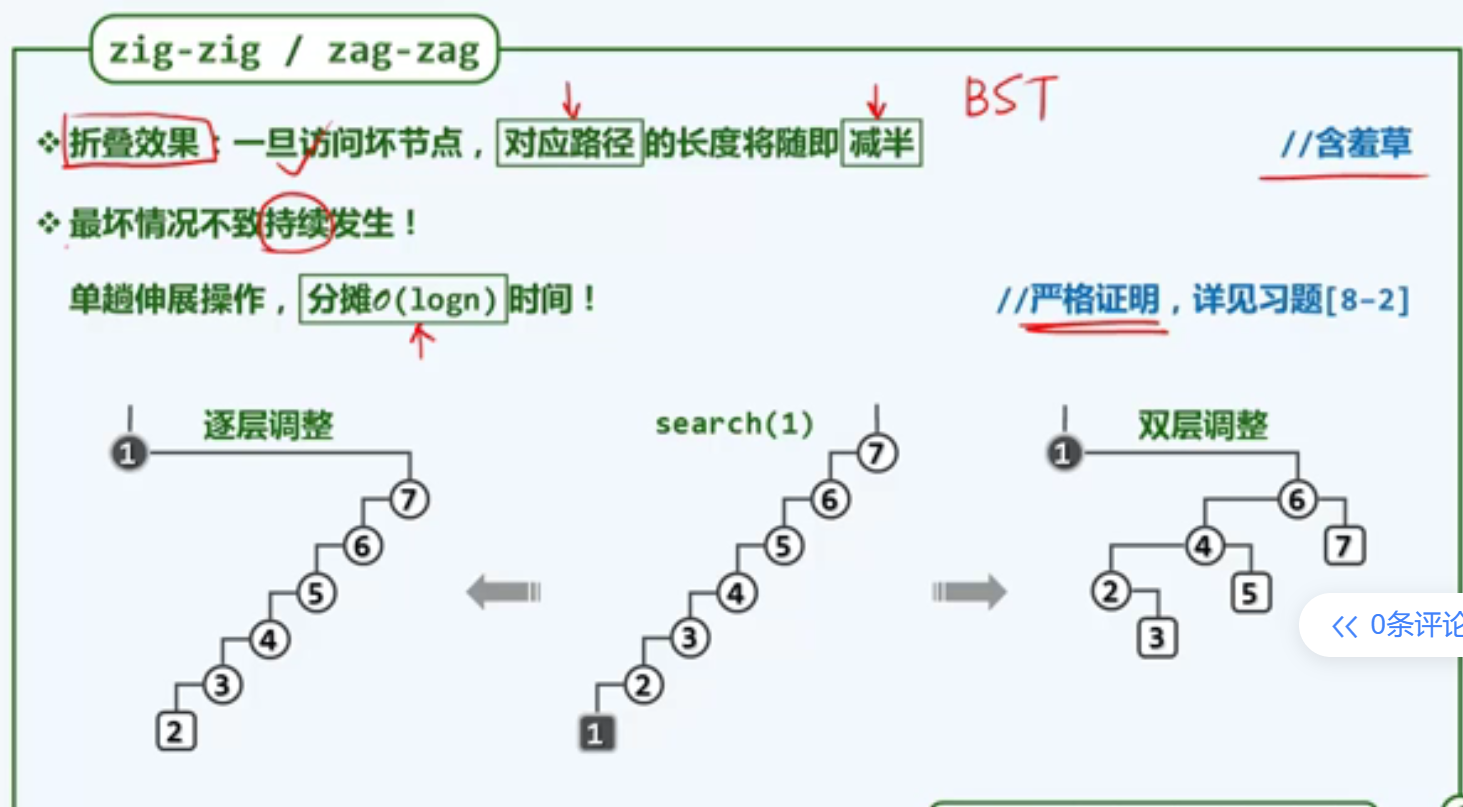 zig-zig / zag-zag
BST
❖ 折叠效果：一旦访问坏节点，对应路径的长度将随即减半 //含羞草
❖ 最坏情况不致持续发生！
单趟伸展操作，分摊O(logn)时间！ //严格证明，详见习题[8-2]
逐层调整 search(1) 双层调整
1 7 1
7 6 6
6 5 4 7
5 4 2 5
<< 0条评论
4 3 3
3 2
2 1